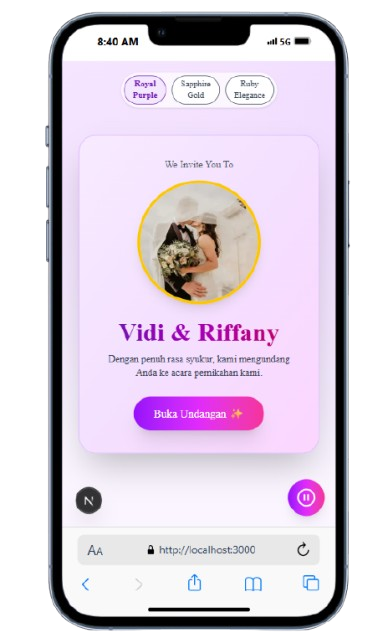 8:40 AM
5G
Royal
Purple
Sapphire
Gold
Ruby
Elegance
We Invite You To
Vidi & Riffany
Dengan penuh rasa syukur, kami mengundang
Anda ke acara pernikahan kami.
Buka Undangan ✨
N
AA
http://localhost:3000